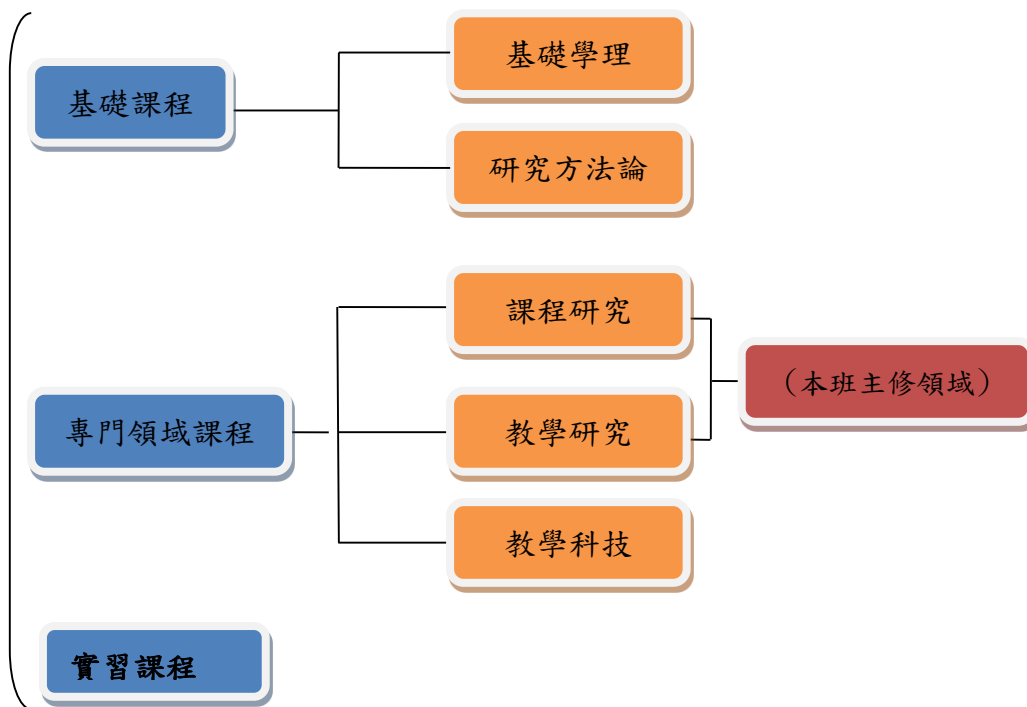 基礎課程
基礎學理
研究方法論
專門領域課程
課程研究
教學研究
教學科技
（本班主修領域）
實習課程